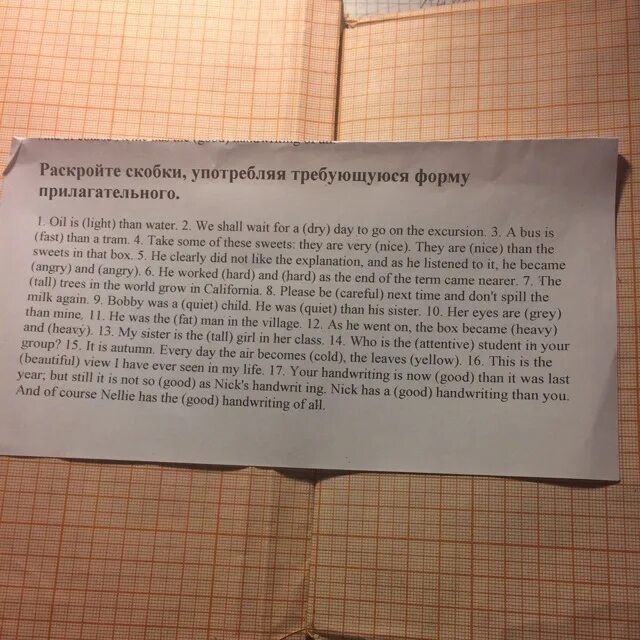 (good) handwriting of all
Раскройте скобки, употребляя требующуюся форму
прилагательного.
1. Oil is (light) than water. 2. We shall wait for a (dry) day to go on the excursion. 3. A bus is
(fast) than a tram. 4. Take some of these sweets: they are very (nice). They are (nice) than the
sweets in that box. 5. He clearly did not like the explanation, and as he listened to it, he became
(angry) and (angry). 6. He worked (hard) and (hard) as the end of the term came nearer. 7. The
(tall) trees in the world grow in California. 8. Please be (careful) next time and don't spill the
milk again. 9. Bobby was a (quiet) child. He was (quiet) than his sister. 10. Her eyes are (grey)
than mine. 11. He was the (fat) man in the village. 12. As he went on, the box became (heavy)
and (heavy). 13. My sister is the (tall) girl in her class. 14. Who is the (attentive) student in your
group? 15. It is autumn. Every day the air becomes (cold), the leaves (yellow). 16. This is the
(beautiful) view I have ever seen in my life. 17. Your handwriting is now (good) than it was last
year; but still it is not so (good) as Nick's handwrit ing. Nick has a (good) handwriting than you.
And of course Nellie has the (good) handwriting of all.